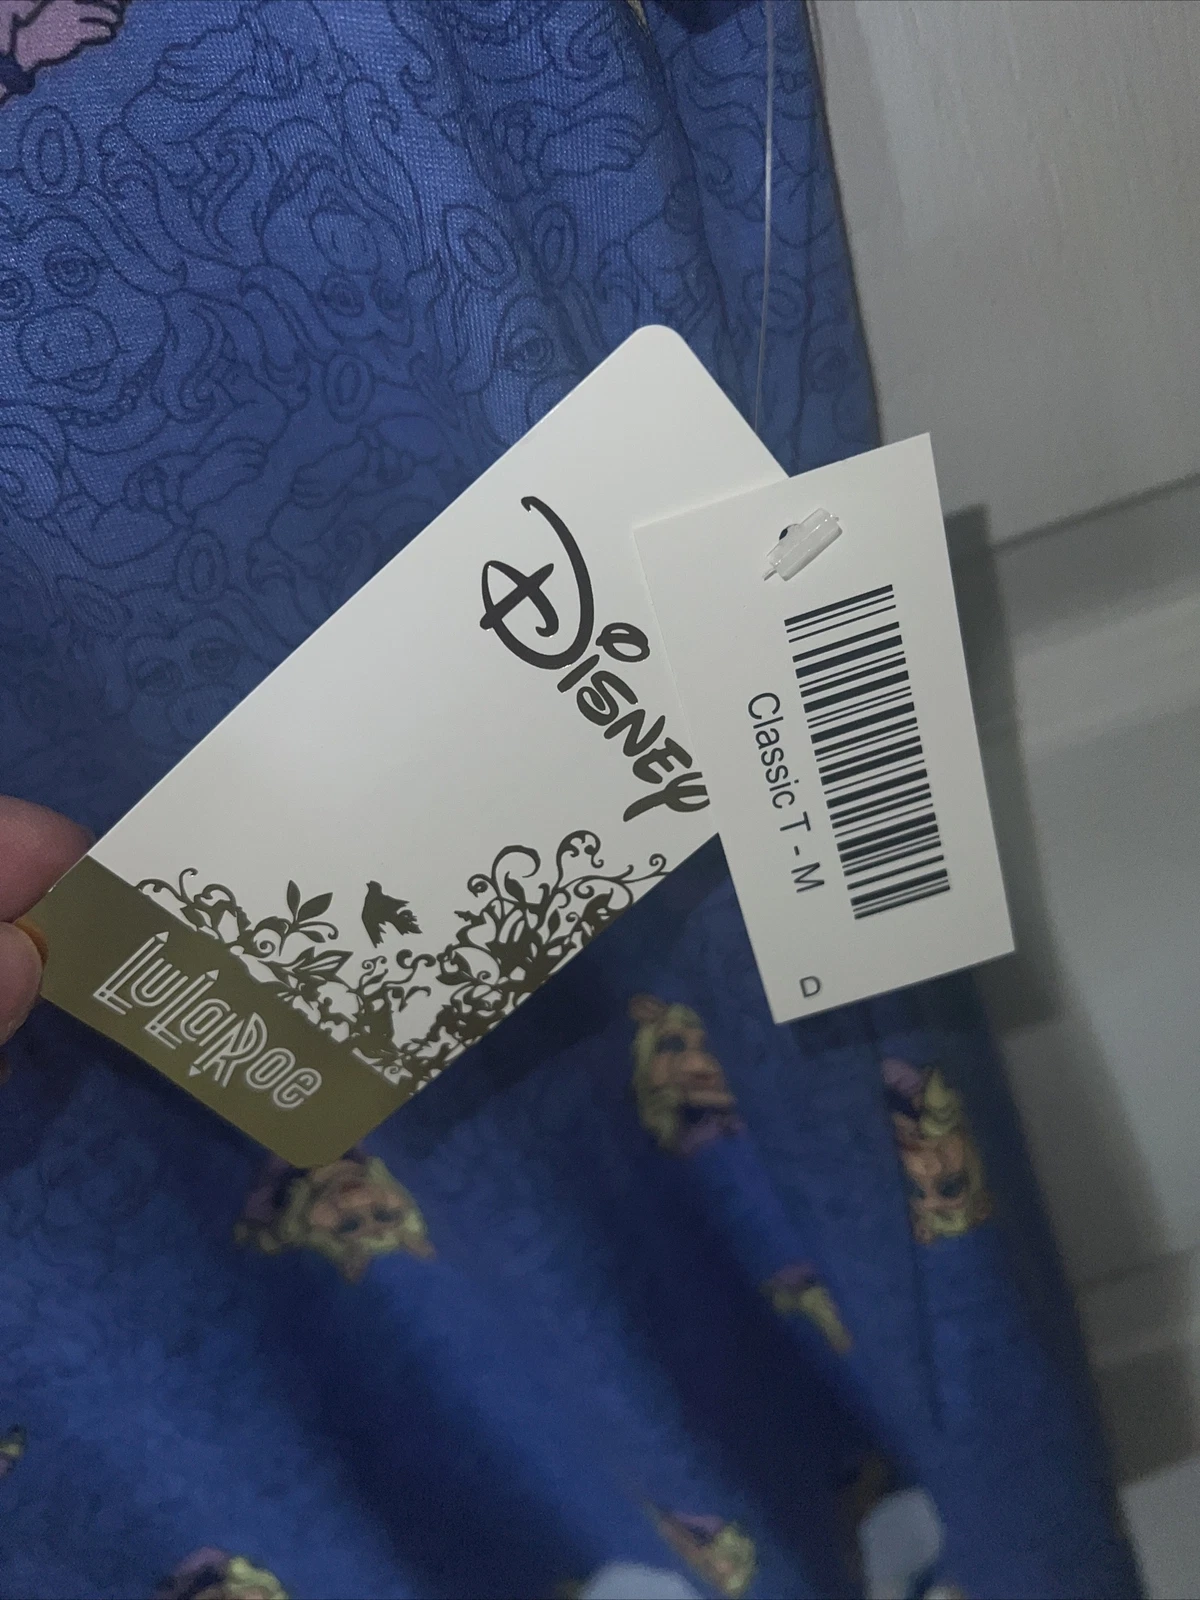 Disney
LuLaRoe
Classic T - M
D